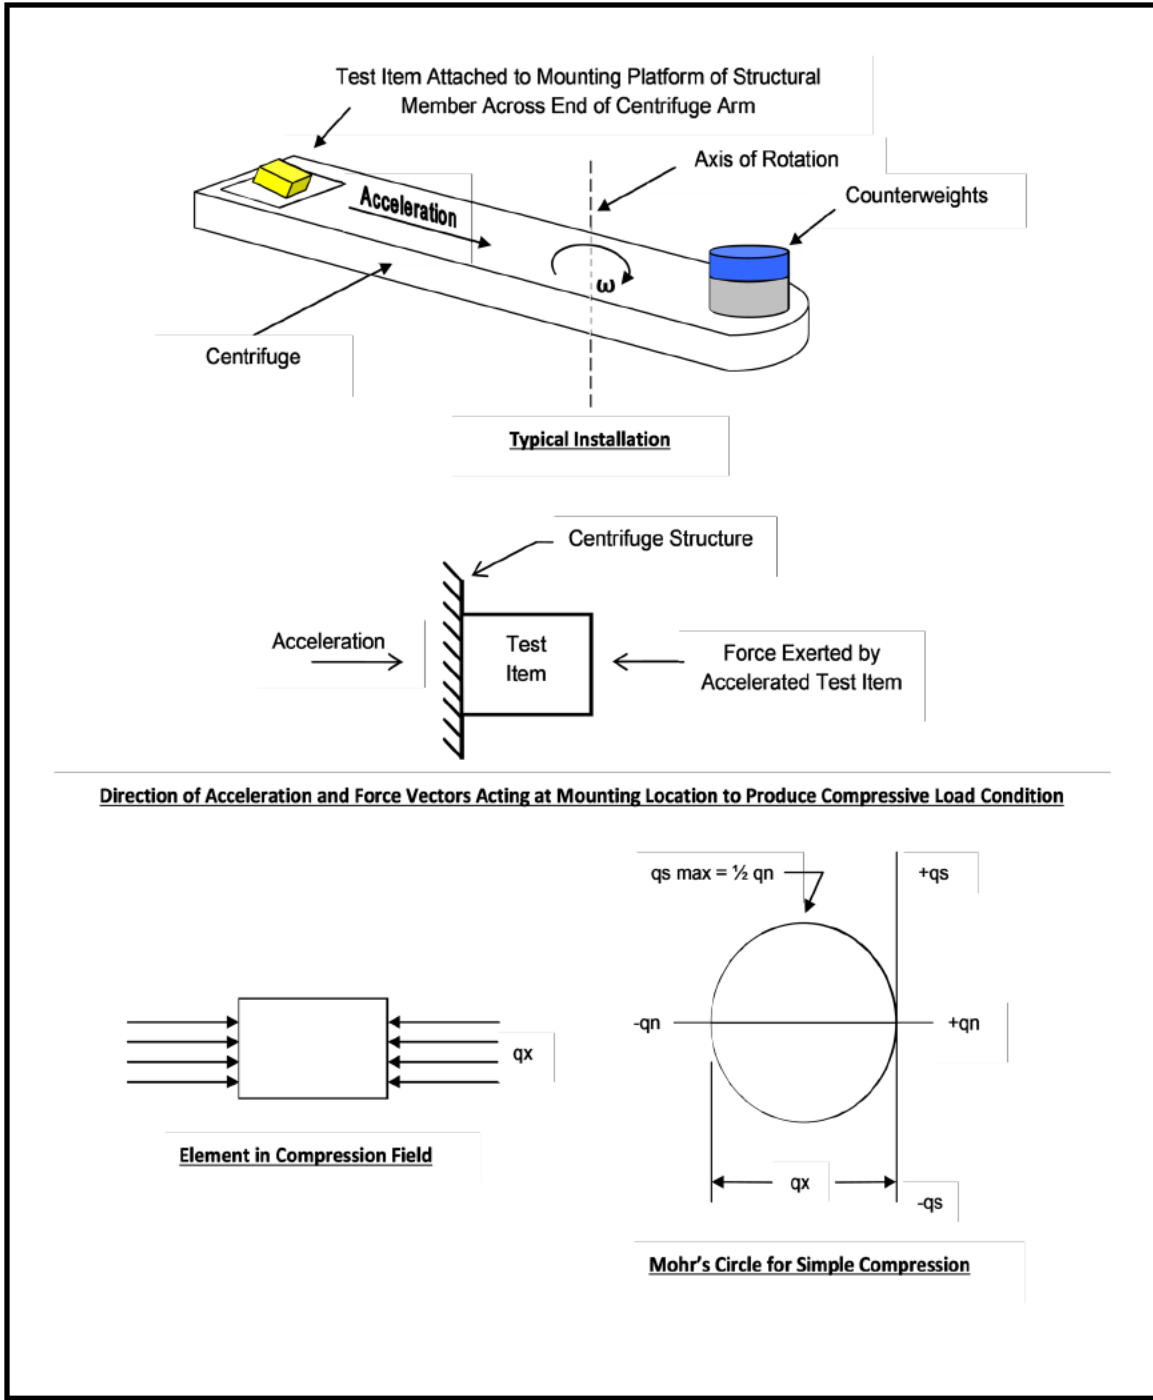 Test Item Attached to Mounting Platform of Structural
Member Across End of Centrifuge Arm
Axis of Rotation
Counterweights
Acceleration
ω
Centrifuge
Typical Installation
Centrifuge Structure
Acceleration
Test
Item
Force Exerted by
Accelerated Test Item
Direction of Acceleration and Force Vectors Acting at Mounting Location to Produce Compressive Load Condition
qs max = ½ qn
+qs
-qn
+qn
qx
Element in Compression Field
qx
-qs
Mohr's Circle for Simple Compression